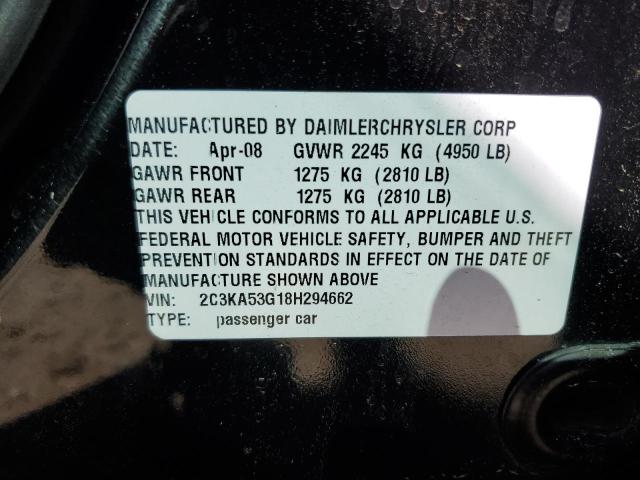 MANUFACTURED BY DAIMLERCHRYSLER CORP
DATE: Apr-08 GVWR 2245 KG (4950 LB)
GAWR FRONT 1275 KG (2810 LB)
GAWR REAR 1275 KG (2810 LB)
THIS VEHICLE CONFORMS TO ALL APPLICABLE U.S.
FEDERAL MOTOR VEHICLE SAFETY, BUMPER AND THEFT
PREVENTION STANDARDS IN EFFECT ON THE DATE OF
MANUFACTURE SHOWN ABOVE
VIN: 2C3KA53G18H294662
TYPE: passenger car